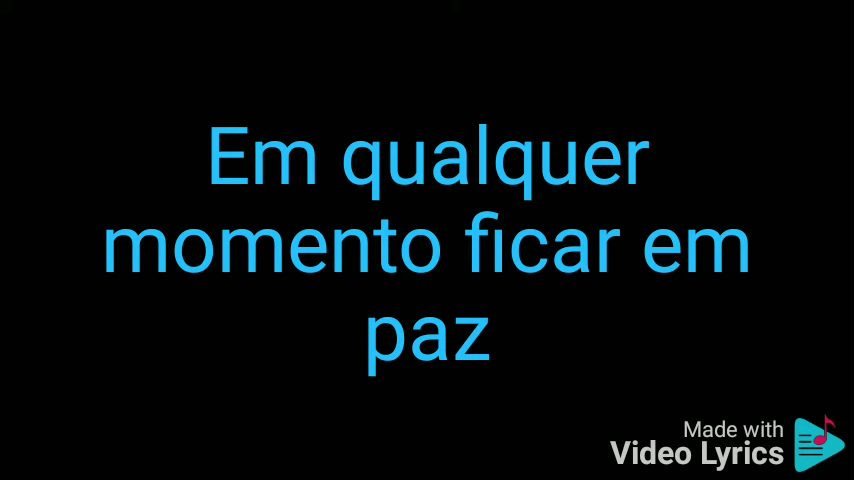 Em qualquer
momento ficar em
paz
Made with
Video Lyrics